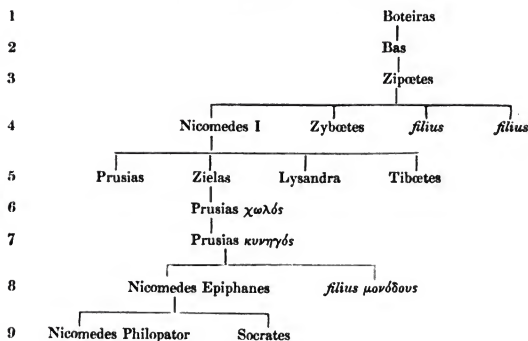 1 Boteiras
2 Bas
3 Zipœtes
4 Nicomedes I Zybœtes filius filius
5 Prusias Zielas Lysandra Tibœtes
6 Prusias χωλός
7 Prusias κυνηγός
8 Nicomedes Epiphanes filius μονόδους
9 Nicomedes Philopator Socrates